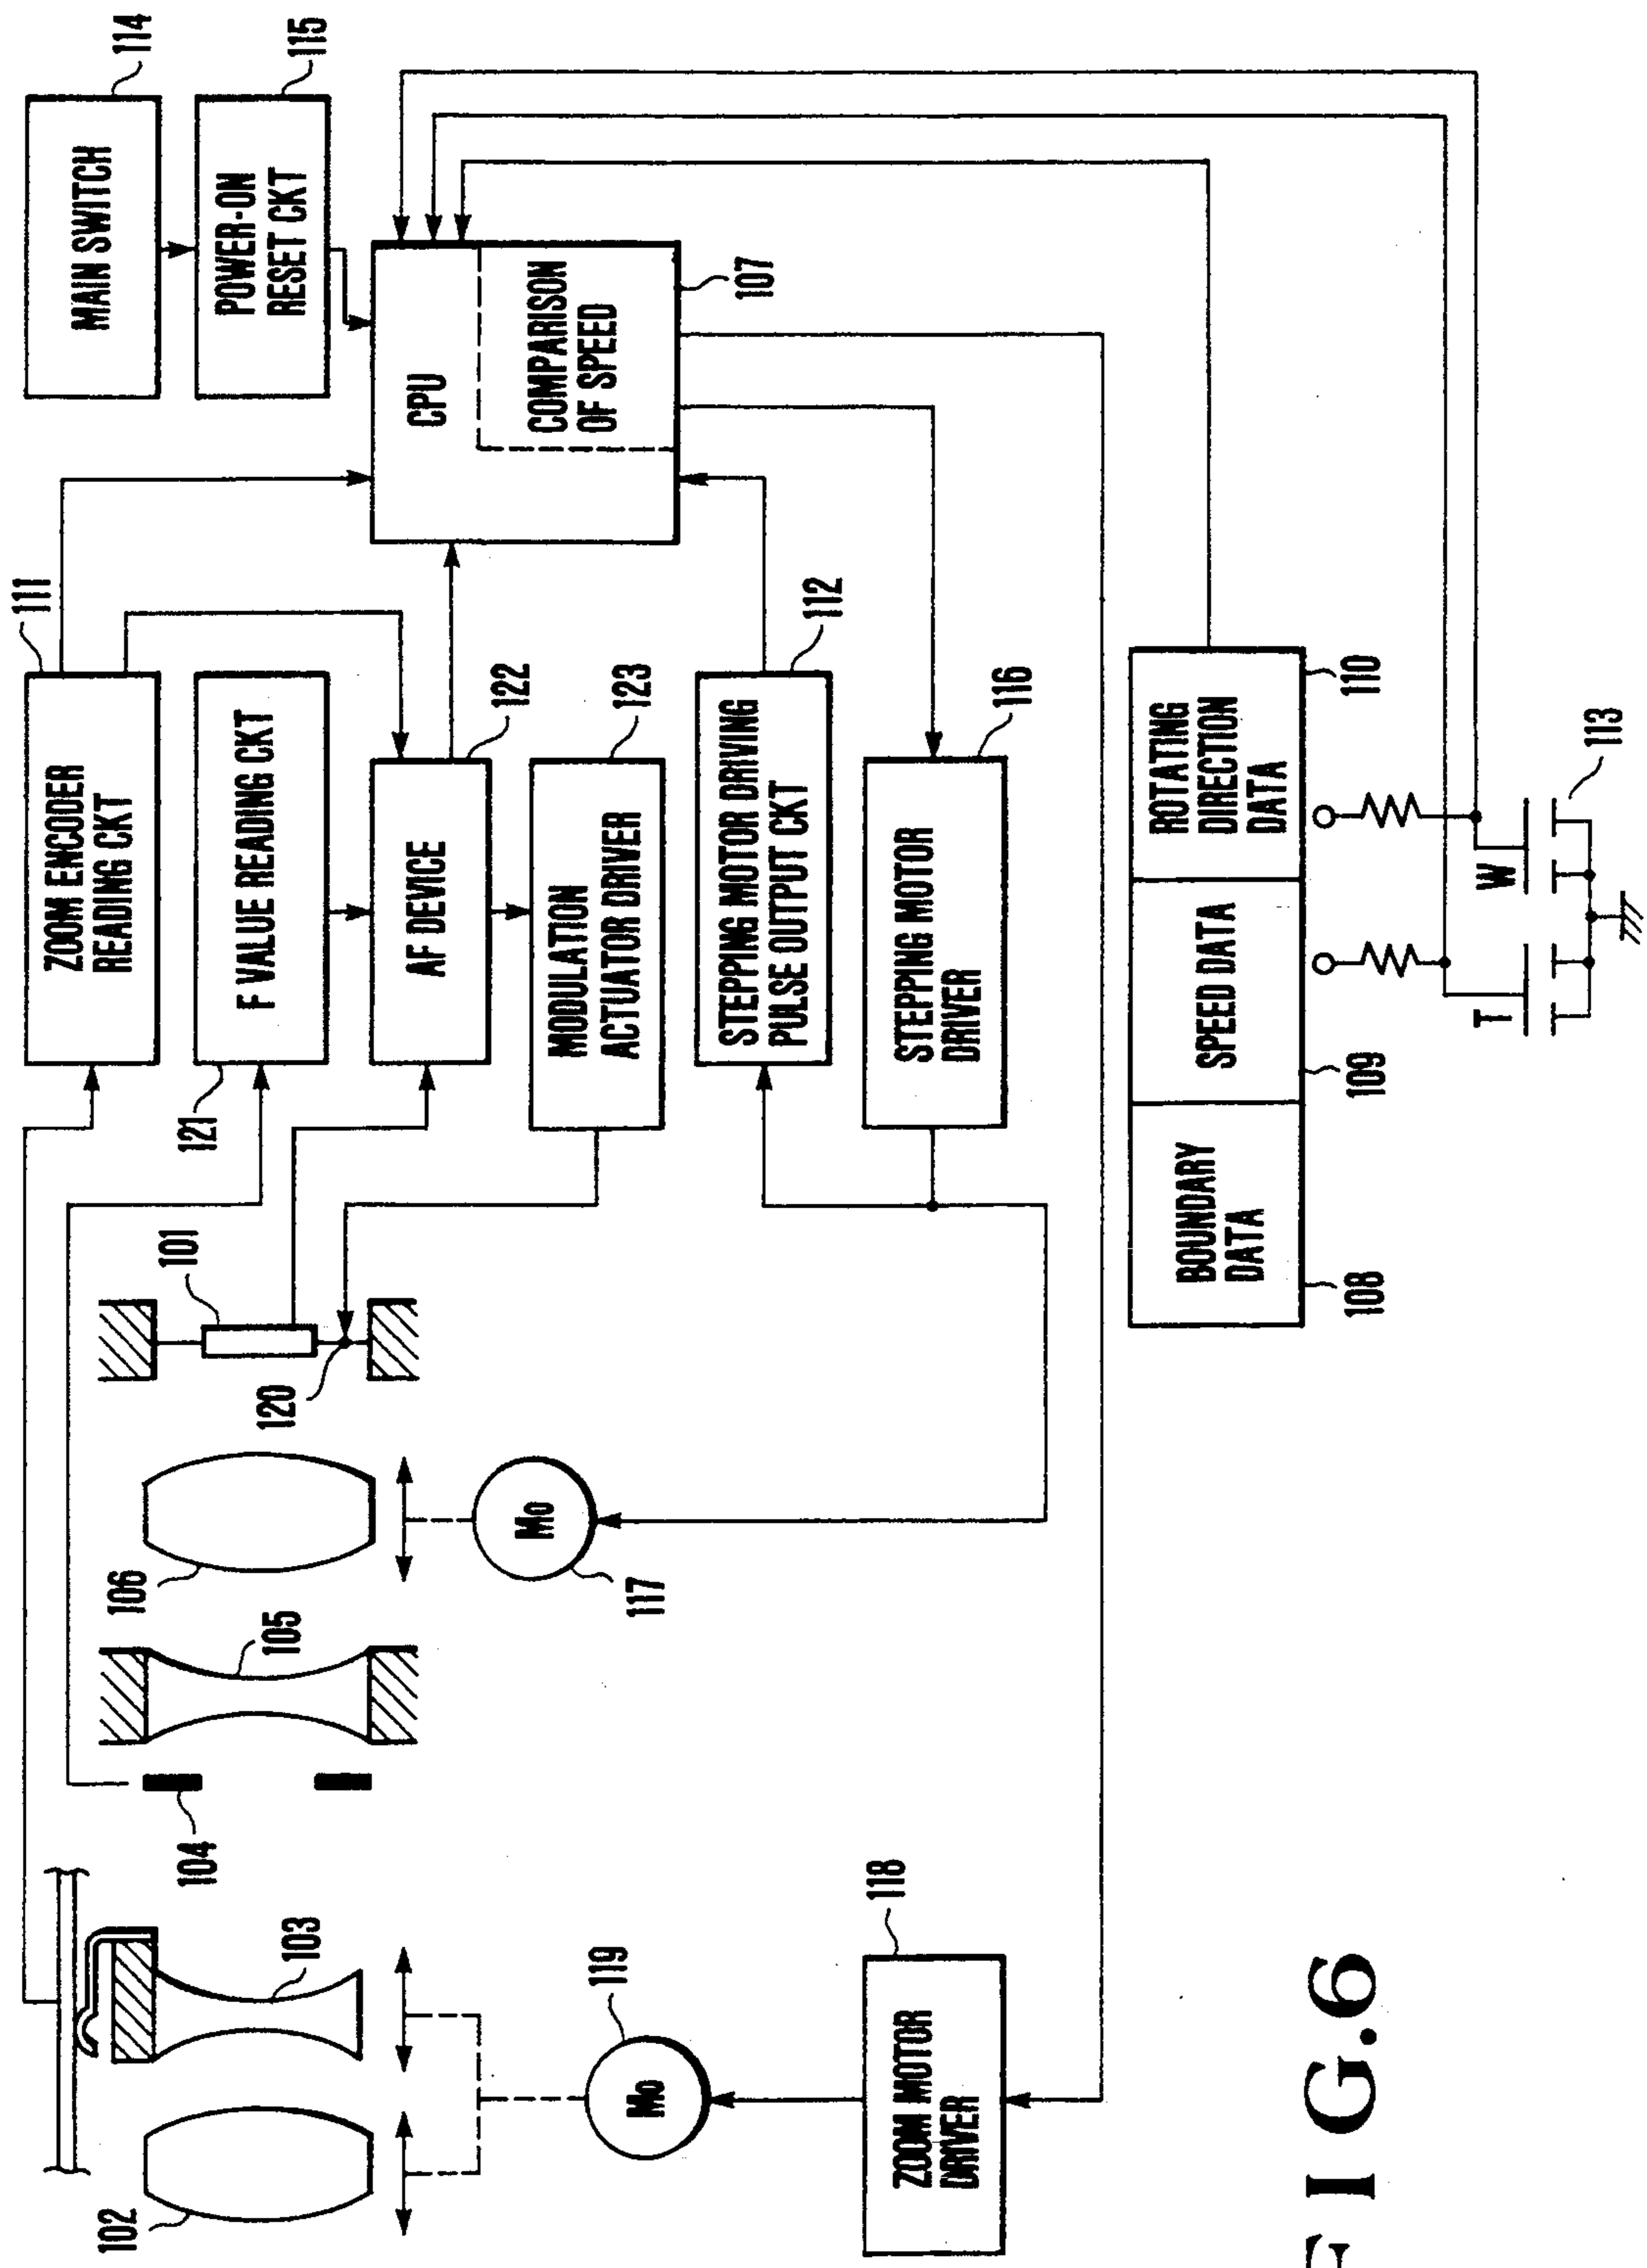 102
103
104
105
106
101
120
119
Mo
118
ZOOM MOTOR
DRIVER
117
Mo
111
ZOOM ENCODER
READING CKT
121
F VALUE READING CKT
122
AF DEVICE
123
MODULATION
ACTUATOR DRIVER
112
STEPPING MOTOR DRIVING
PULSE OUTPUT CKT
116
STEPPING MOTOR
DRIVER
114
MAIN SWITCH
115
POWER-ON
RESET CKT
CPU
COMPARISON
OF SPEED
107
BOUNDARY
DATA
108
SPEED DATA
109
ROTATING
DIRECTION
DATA
110
T
W
113
FIG.6